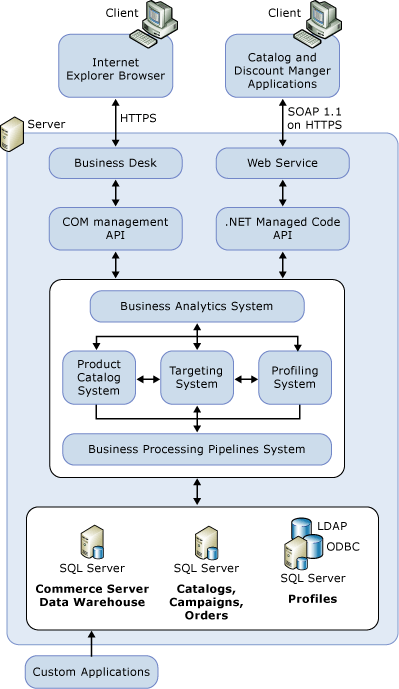 Client
Client
Internet
Explorer Browser
Catalog and
Discount Manger
Applications
HTTPS
SOAP 1.1
on HTTPS
Server
Business Desk
Web Service
COM management
API
.NET Managed Code
API
Business Analytics System
Product
Catalog
System
Targeting
System
Profiling
System
Business Processing Pipelines System
LDAP
ODBC
SQL Server
SQL Server
SQL Server
Commerce Server
Data Warehouse
Catalogs,
Campaigns,
Orders
Profiles
Custom Applications